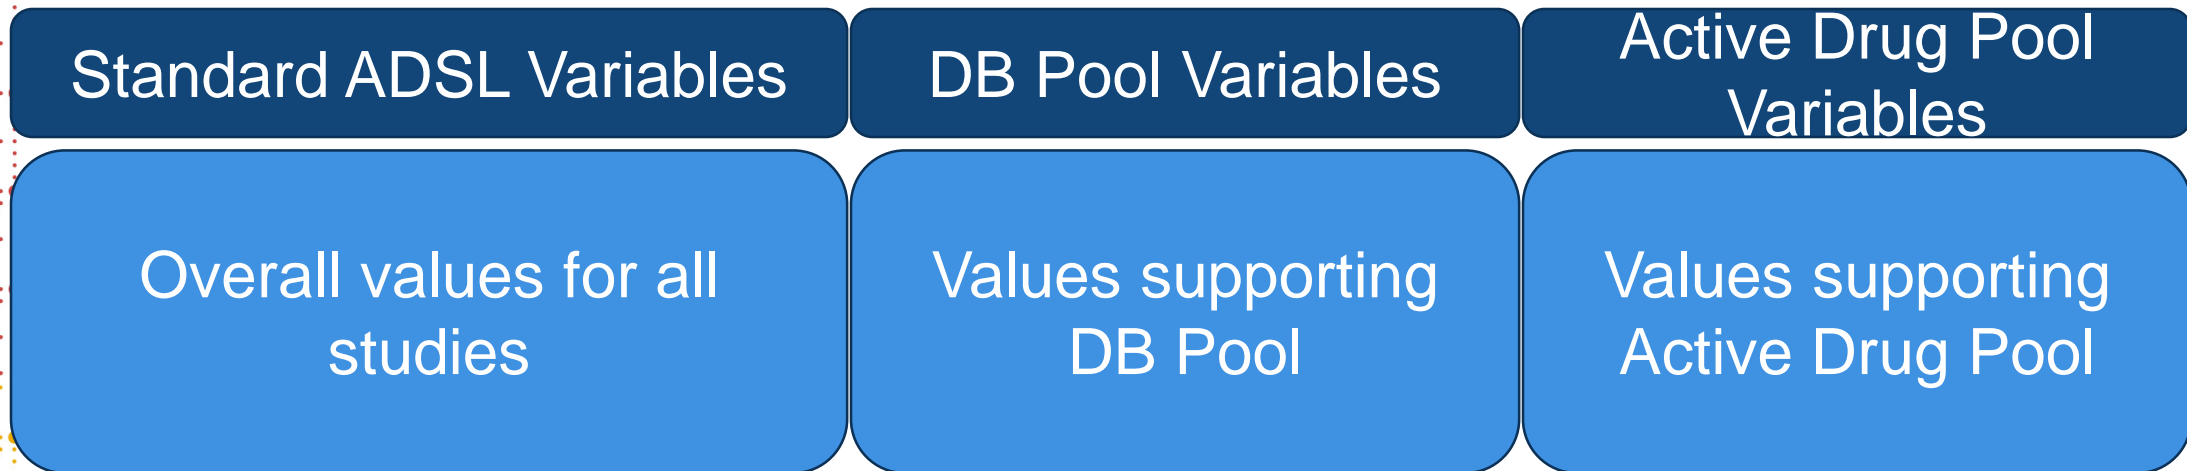 Standard ADSL Variables
DB Pool Variables
Active Drug Pool
Variables
Overall values for all
studies
Values supporting
DB Pool
Values supporting
Active Drug Pool